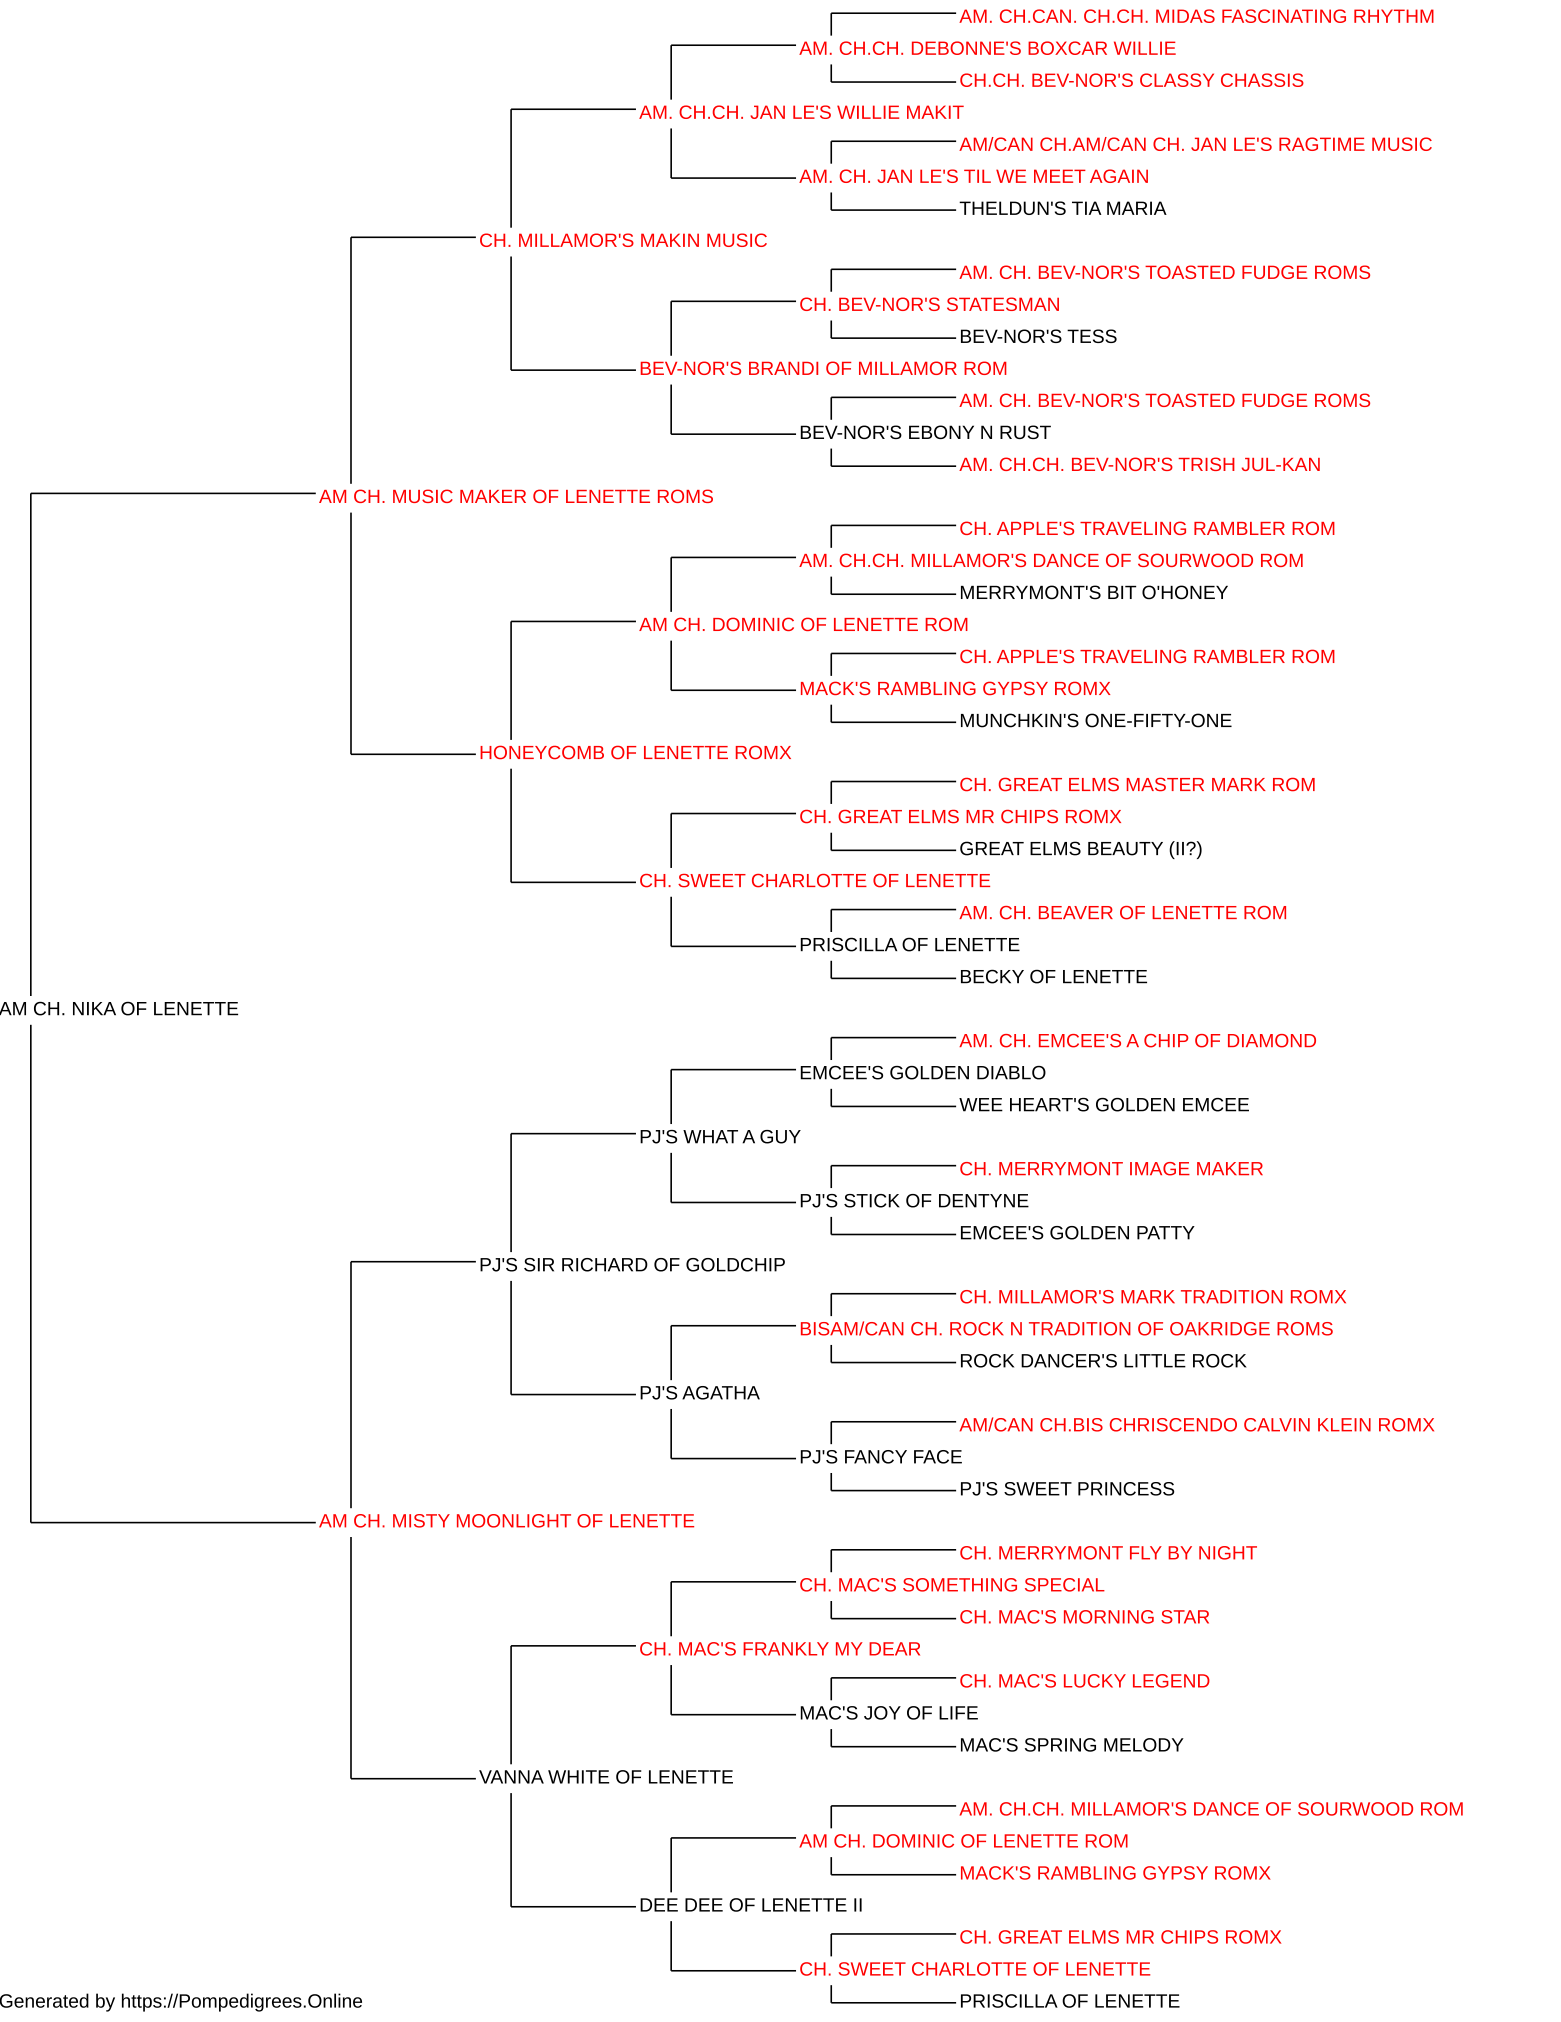 AM. CH.CAN. CH.CH. MIDAS FASCINATING RHYTHM
AM. CH.CH. DEBONNE'S BOXCAR WILLIE
CH.CH. BEV-NOR'S CLASSY CHASSIS
AM. CH.CH. JAN LE'S WILLIE MAKIT
AM/CAN CH.AM/CAN CH. JAN LE'S RAGTIME MUSIC
AM. CH. JAN LE'S TIL WE MEET AGAIN
THELDUN'S TIA MARIA
CH. MILLAMOR'S MAKIN MUSIC
AM. CH. BEV-NOR'S TOASTED FUDGE ROMS
CH. BEV-NOR'S STATESMAN
BEV-NOR'S TESS
BEV-NOR'S BRANDI OF MILLAMOR ROM
AM. CH. BEV-NOR'S TOASTED FUDGE ROMS
BEV-NOR'S EBONY N RUST
AM. CH.CH. BEV-NOR'S TRISH JUL-KAN
AM CH. MUSIC MAKER OF LENETTE ROMS
CH. APPLE'S TRAVELING RAMBLER ROM
AM. CH.CH. MILLAMOR'S DANCE OF SOURWOOD ROM
MERRYMONT'S BIT O'HONEY
AM CH. DOMINIC OF LENETTE ROM
CH. APPLE'S TRAVELING RAMBLER ROM
MACK'S RAMBLING GYPSY ROMX
MUNCHKIN'S ONE-FIFTY-ONE
HONEYCOMB OF LENETTE ROMX
CH. GREAT ELMS MASTER MARK ROM
CH. GREAT ELMS MR CHIPS ROMX
GREAT ELMS BEAUTY (II?)
CH. SWEET CHARLOTTE OF LENETTE
AM. CH. BEAVER OF LENETTE ROM
PRISCILLA OF LENETTE
BECKY OF LENETTE
AM CH. NIKA OF LENETTE
AM. CH. EMCEE'S A CHIP OF DIAMOND
EMCEE'S GOLDEN DIABLO
WEE HEART'S GOLDEN EMCEE
PJ'S WHAT A GUY
CH. MERRYMONT IMAGE MAKER
PJ'S STICK OF DENTYNE
EMCEE'S GOLDEN PATTY
PJ'S SIR RICHARD OF GOLDCHIP
CH. MILLAMOR'S MARK TRADITION ROMX
BISAM/CAN CH. ROCK N TRADITION OF OAKRIDGE ROMS
ROCK DANCER'S LITTLE ROCK
PJ'S AGATHA
AM/CAN CH.BIS CHRISCENDO CALVIN KLEIN ROMX
PJ'S FANCY FACE
PJ'S SWEET PRINCESS
AM CH. MISTY MOONLIGHT OF LENETTE
CH. MERRYMONT FLY BY NIGHT
CH. MAC'S SOMETHING SPECIAL
CH. MAC'S MORNING STAR
CH. MAC'S FRANKLY MY DEAR
CH. MAC'S LUCKY LEGEND
MAC'S JOY OF LIFE
MAC'S SPRING MELODY
VANNA WHITE OF LENETTE
AM. CH.CH. MILLAMOR'S DANCE OF SOURWOOD ROM
AM CH. DOMINIC OF LENETTE ROM
MACK'S RAMBLING GYPSY ROMX
DEE DEE OF LENETTE II
CH. GREAT ELMS MR CHIPS ROMX
CH. SWEET CHARLOTTE OF LENETTE
PRISCILLA OF LENETTE
Generated by https://Pompedigrees.Online